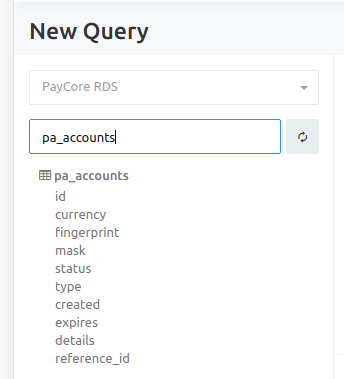 New Query
PayCore RDS
pa_accounts
pa_accounts
id
currency
fingerprint
mask
status
type
created
expires
details
reference_id